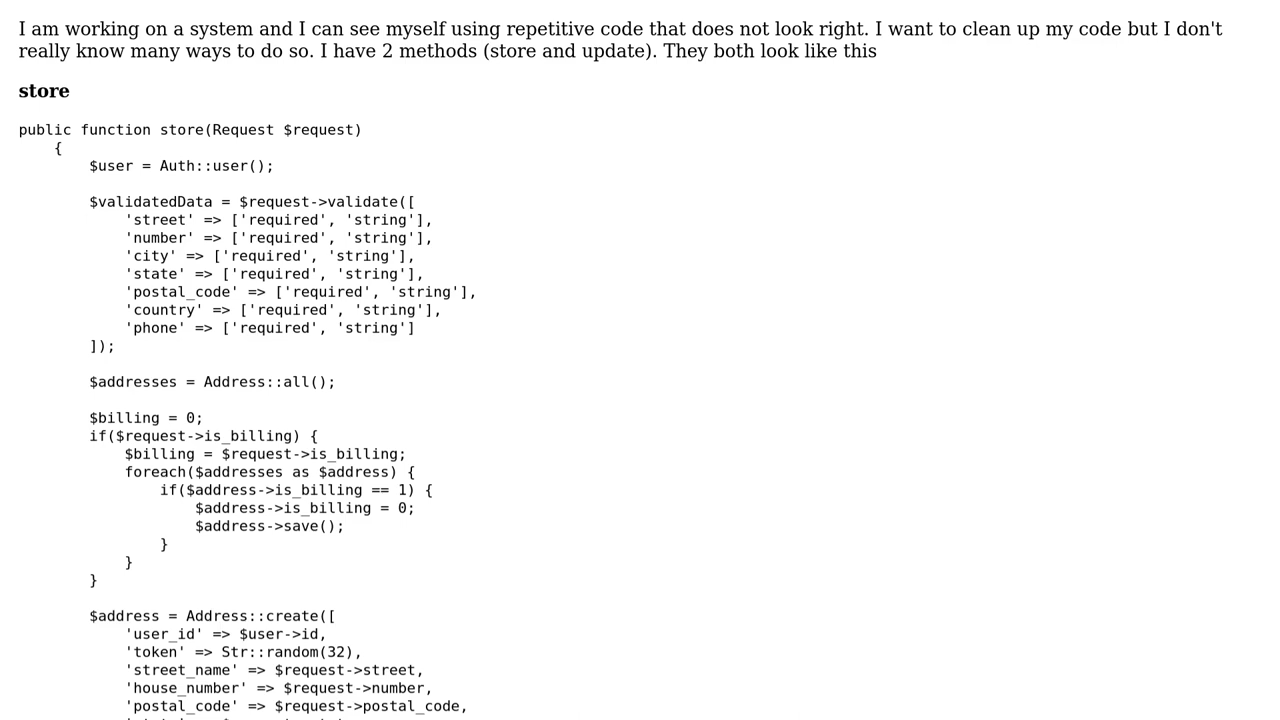 I am working on a system and I can see myself using repetitive code that does not look right. I want to clean up my code but I don't
really know many ways to do so. I have 2 methods (store and update). They both look like this
store
public function store(Request $request)
    {
        $user = Auth::user();

        $validatedData = $request->validate([
            'street' => ['required', 'string'],
            'number' => ['required', 'string'],
            'city' => ['required', 'string'],
            'state' => ['required', 'string'],
            'postal_code' => ['required', 'string'],
            'country' => ['required', 'string'],
            'phone' => ['required', 'string']
        ]);

        $addresses = Address::all();

        $billing = 0;
        if($request->is_billing) {
            $billing = $request->is_billing;
            foreach($addresses as $address) {
                if($address->is_billing == 1) {
                    $address->is_billing = 0;
                    $address->save();
                }
            }
        }

        $address = Address::create([
            'user_id' => $user->id,
            'token' => Str::random(32),
            'street_name' => $request->street,
            'house_number' => $request->number,
            'postal_code' => $request->postal_code,